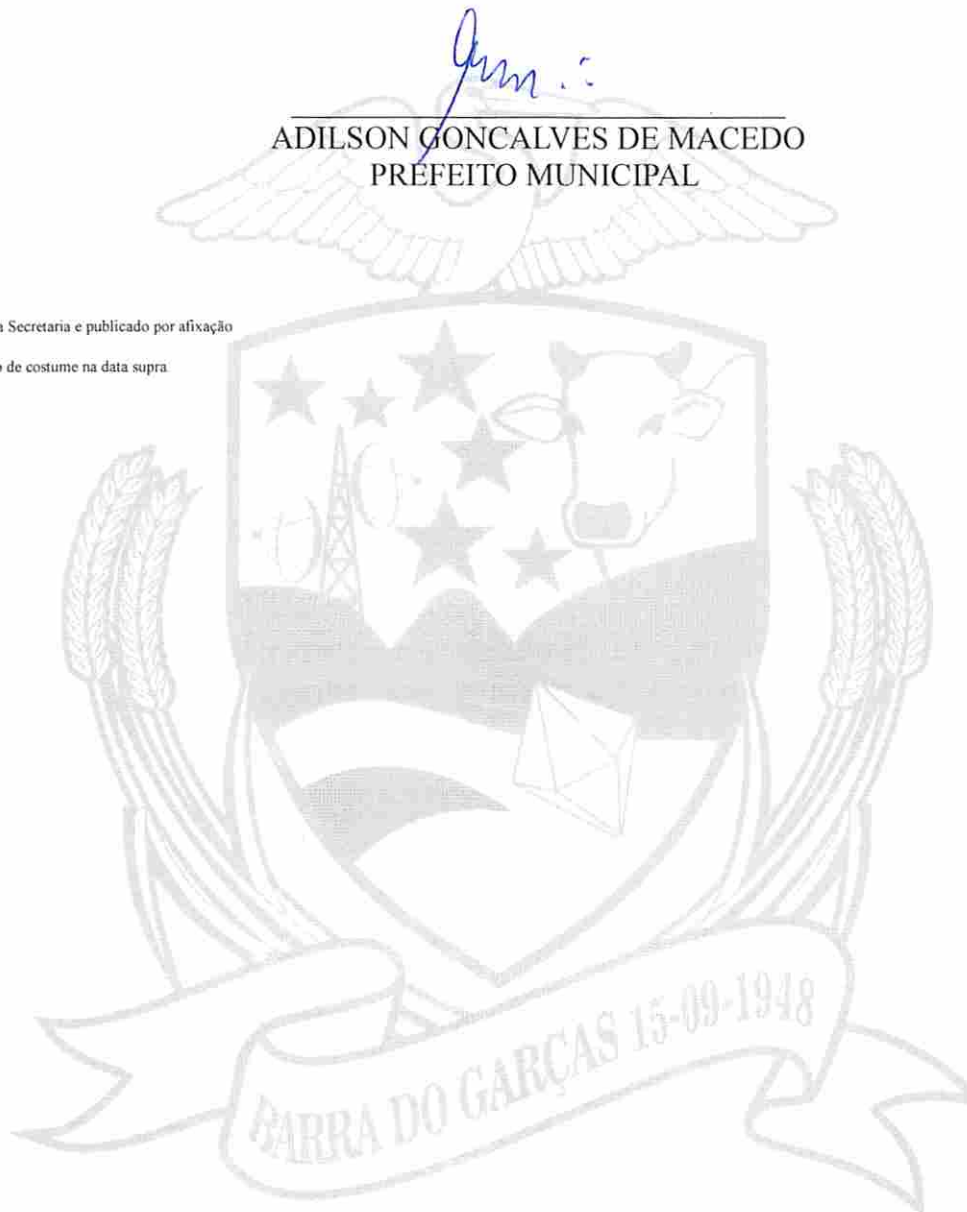 ADILSON GONCALVES DE MACEDO
PREFEITO MUNICIPAL
a Secretaria e publicado por afixação
o de costume na data supra
BARRA DO GARÇAS 15-09-1948